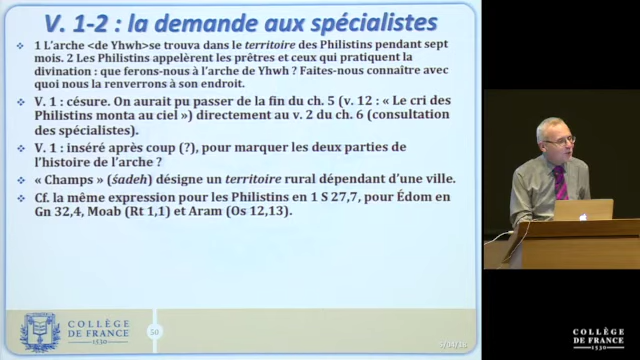 V. 1-2 : la demande aux spécialistes
1 L'arche <de Yhwh>se trouva dans le territoire des Philistins pendant sept
mois. 2 Les Philistins appelèrent les prêtres et ceux qui pratiquent la
divination : que ferons-nous à l'arche de Yhwh ? Faites-nous connaître avec
quoi nous la renverrons à son endroit.
V. 1 : césure. On aurait pu passer de la fin du ch. 5 (v. 12 : « Le cri des
Philistins monta au ciel ») directement au v. 2 du ch. 6 (consultation
des spécialistes).
V. 1 : inséré après coup (?), pour marquer les deux parties de
l'histoire de l'arche ?
« Champs » (śadeh) désigne un territoire rural dépendant d'une ville.
Cf. la même expression pour les Philistins en 1 S 27,7, pour Édom en
Gn 32,4, Moab (Rt 1,1) et Aram (Os 12,13).
COLLÈGE
DE FRANCE
1530
50
COLLÈGE
DE FRANCE
1530